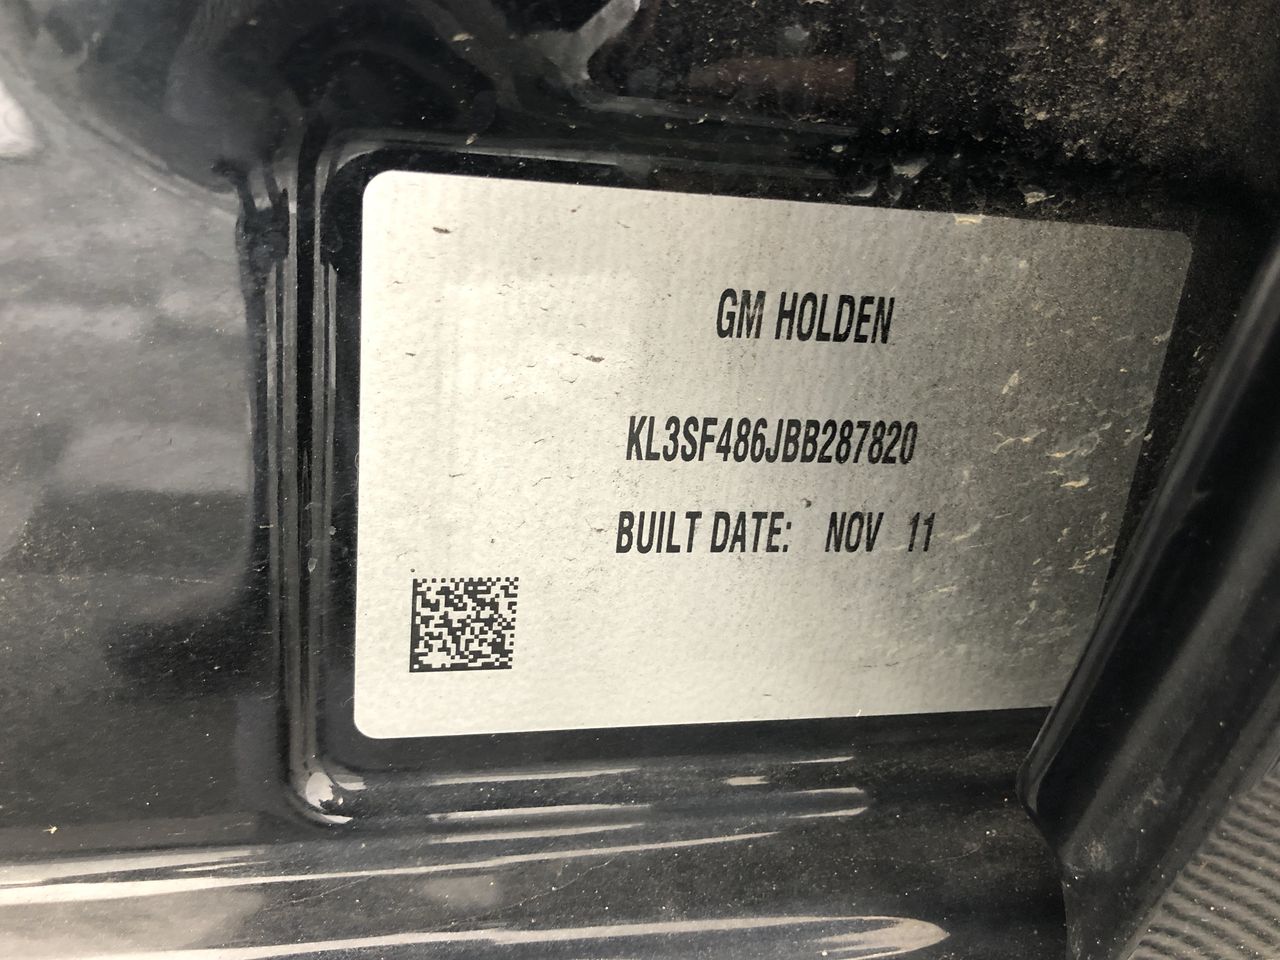 GM HOLDEN
KL3SF486JBB287820
BUILT DATE: NOV 11